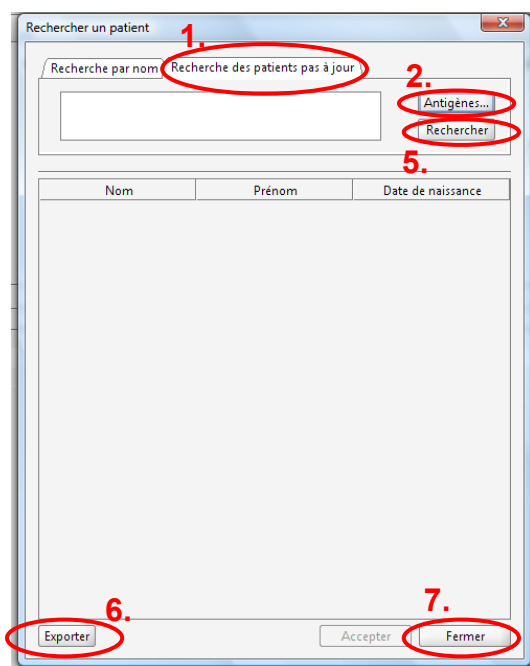 Rechercher un patient
1.
Recherche par nom Recherche des patients pas à jour
2.
Antigènes...
Rechercher
5.
Nom Prénom Date de naissance
6. 7.
Exporter Accepter Fermer